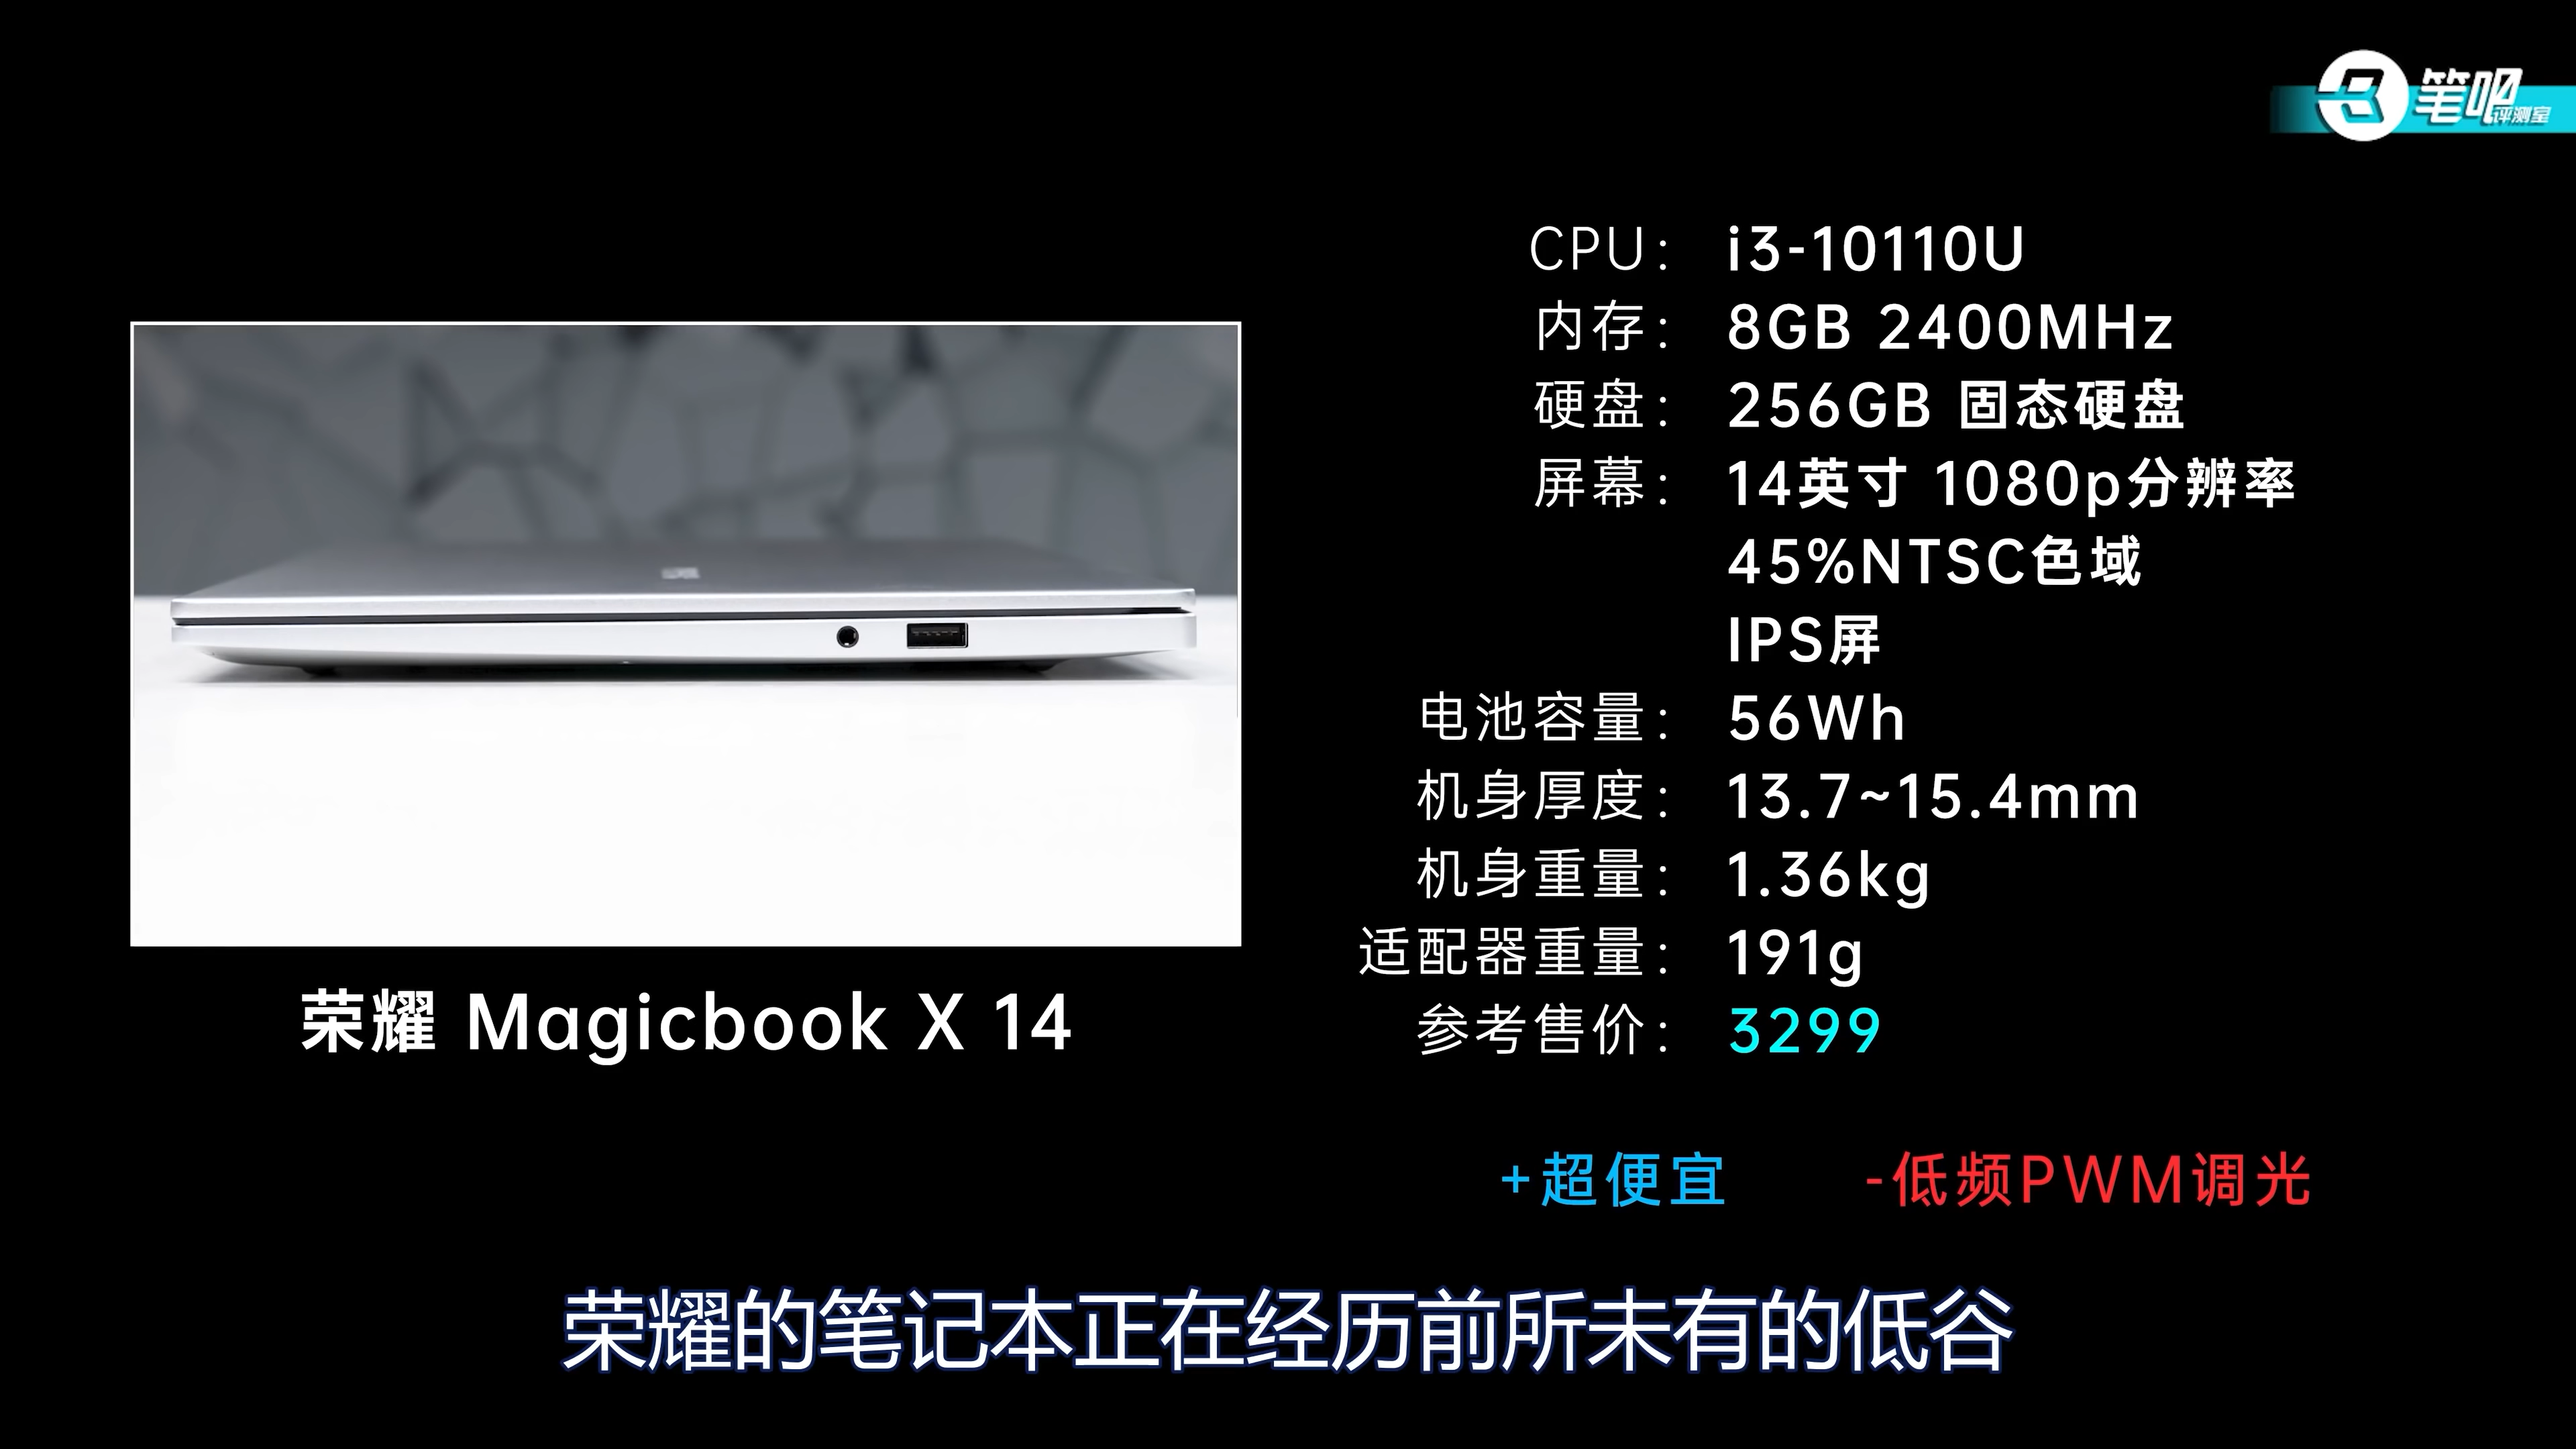 笔吧评测室
CPU： i3-10110U
内存： 8GB 2400MHz
硬盘： 256GB 固态硬盘
屏幕： 14英寸 1080p分辨率
45%NTSC色域
IPS屏
电池容量： 56Wh
机身厚度： 13.7~15.4mm
机身重量： 1.36kg
适配器重量： 191g
参考售价： 3299
荣耀 Magicbook X 14
+超便宜 -低频PWM调光
荣耀的笔记本正在经历前所未有的低谷